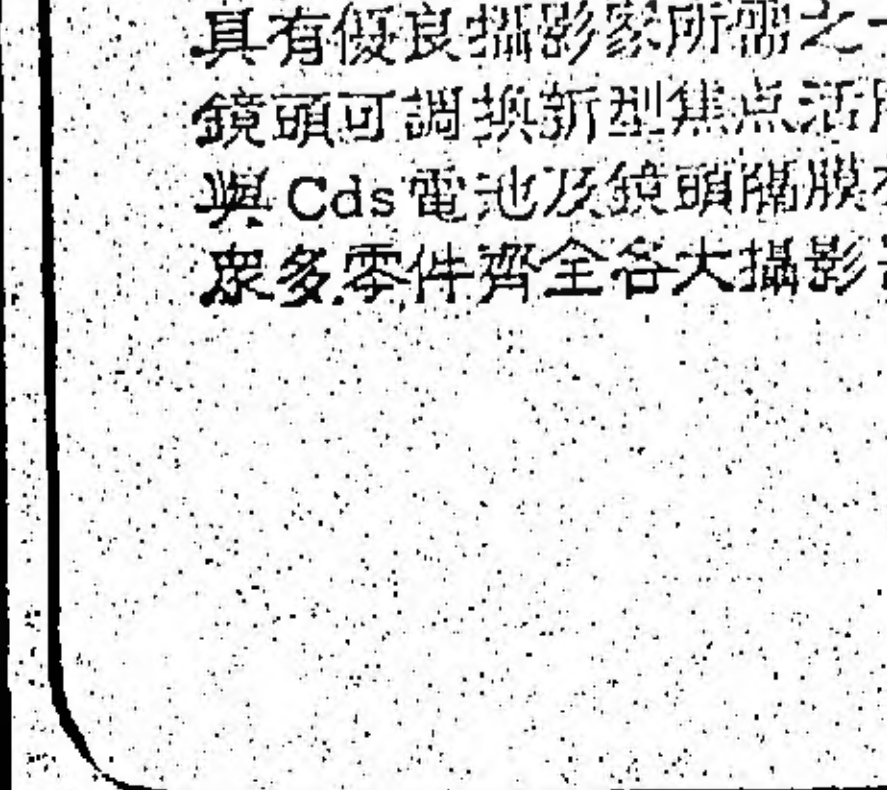 具有優良攝影家所需之
鏡頭可調換新型焦点活
與Cds電池及鏡頭隔膜
衆多零件齊全各大攝影